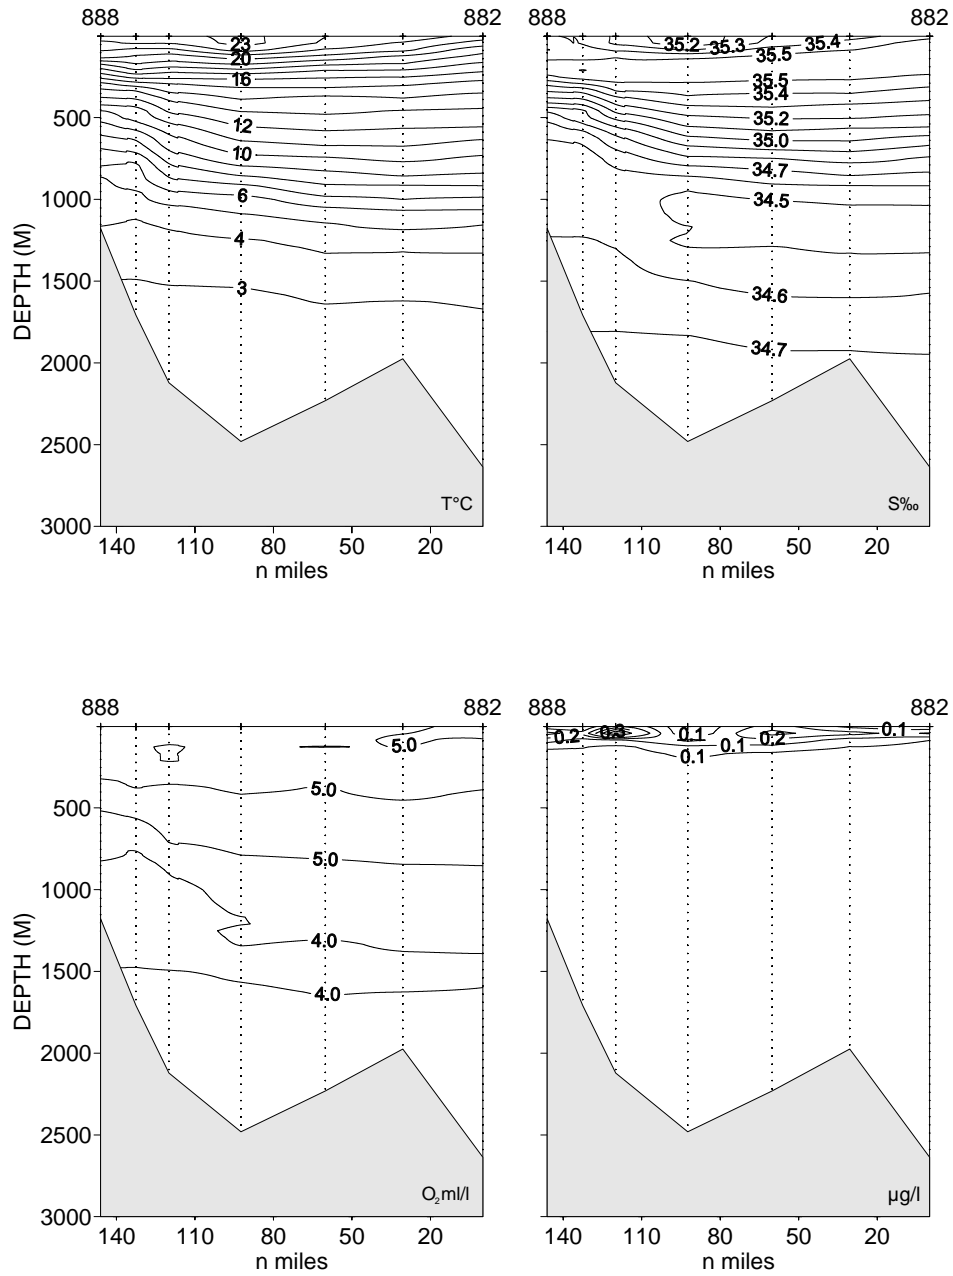 888 882 888 882
23 35.2 35.3 35.4
20 35.5
16 35.5
35.4
500 12 35.2
10 35.0
34.7
1000 6 34.5
4
1500 3 34.6
2000 34.7
2500
3000 T°C S‰
DEPTH (M)
140 110 80 50 20 140 110 80 50 20
n miles n miles
888 882 888 882
5.0 0.2 0.3 0.1 0.1 0.2 0.1
0.1
500 5.0
5.0
1000
4.0
1500 4.0
2000
2500
3000 O2ml/l µg/l
DEPTH (M)
140 110 80 50 20 140 110 80 50 20
n miles n miles